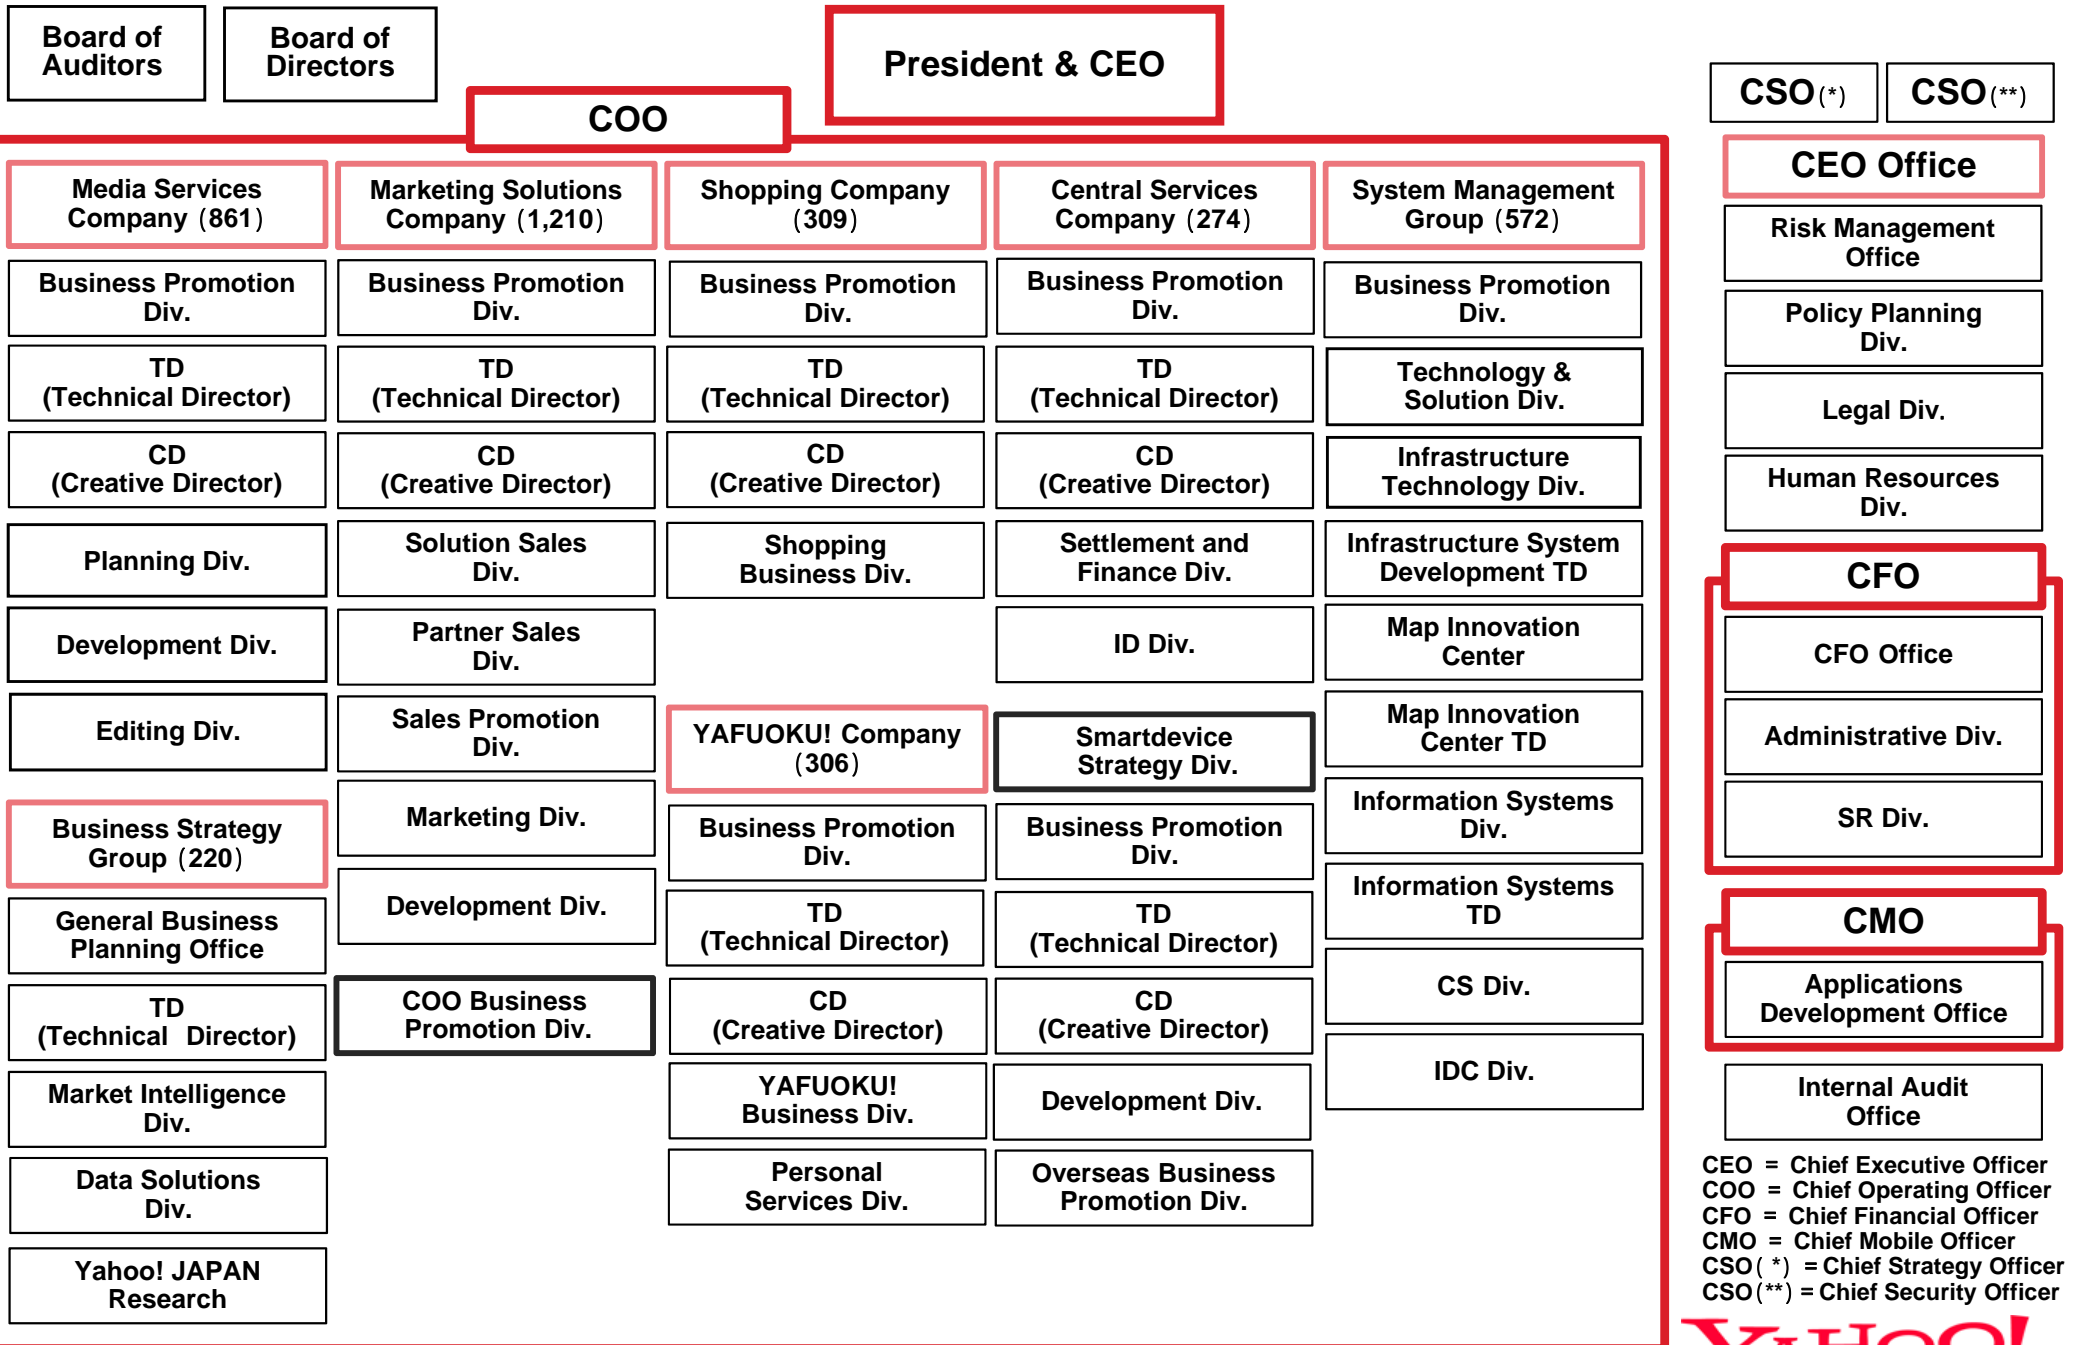 Board of
Auditors
Board of
Directors
President & CEO
COO
CSO(*)
CSO(**)
Media Services
Company (861)
Business Promotion
Div.
TD
(Technical Director)
CD
(Creative Director)
Planning Div.
Development Div.
Editing Div.
Business Strategy
Group (220)
General Business
Planning Office
TD
(Technical Director)
Market Intelligence
Div.
Data Solutions
Div.
Yahoo! JAPAN
Research
Marketing Solutions
Company (1,210)
Business Promotion
Div.
TD
(Technical Director)
CD
(Creative Director)
Solution Sales
Div.
Partner Sales
Div.
Sales Promotion
Div.
Marketing Div.
Development Div.
COO Business
Promotion Div.
Shopping Company
(309)
Business Promotion
Div.
TD
(Technical Director)
CD
(Creative Director)
Shopping
Business Div.
YAFUOKU! Company
(306)
Business Promotion
Div.
TD
(Technical Director)
CD
(Creative Director)
YAFUOKU!
Business Div.
Personal
Services Div.
Central Services
Company (274)
Business Promotion
Div.
TD
(Technical Director)
CD
(Creative Director)
Settlement and
Finance Div.
ID Div.
Smartdevice
Strategy Div.
Business Promotion
Div.
TD
(Technical Director)
CD
(Creative Director)
Development Div.
Overseas Business
Promotion Div.
System Management
Group (572)
Business Promotion
Div.
Technology &
Solution Div.
Infrastructure
Technology Div.
Infrastructure System
Development TD
Map Innovation
Center
Map Innovation
Center TD
Information Systems
Div.
Information Systems
TD
CS Div.
IDC Div.
CEO Office
Risk Management
Office
Policy Planning
Div.
Legal Div.
Human Resources
Div.
CFO
CFO Office
Administrative Div.
SR Div.
CMO
Applications
Development Office
Internal Audit
Office
CEO = Chief Executive Officer
COO = Chief Operating Officer
CFO = Chief Financial Officer
CMO = Chief Mobile Officer
CSO( *) = Chief Strategy Officer
CSO(**) = Chief Security Officer
YAHOO!